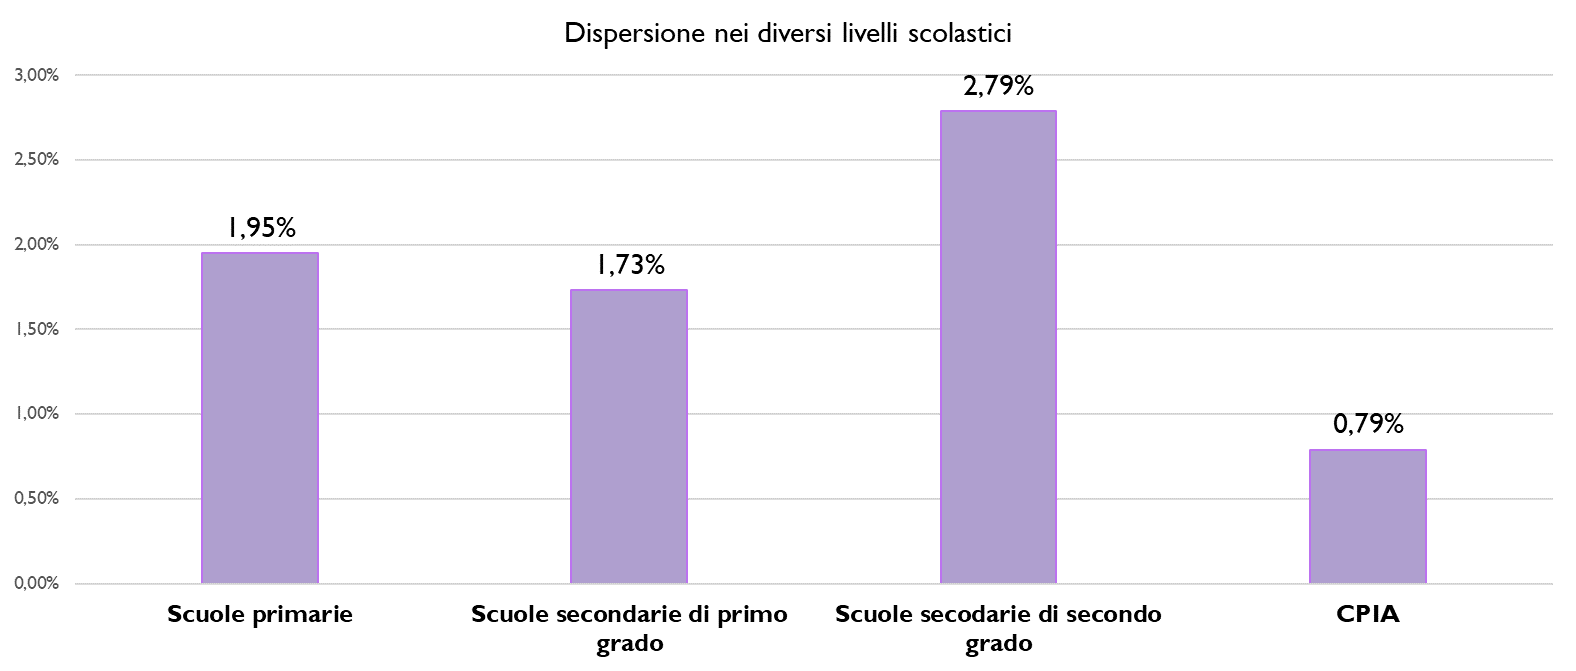 Dispersione nei diversi livelli scolastici
3,00%
2,50%
2,00%
1,50%
1,00%
0,50%
0,00%
1,95%
1,73%
2,79%
0,79%
Scuole primarie
Scuole secondarie di primo
grado
Scuole secodarie di secondo
grado
CPIA